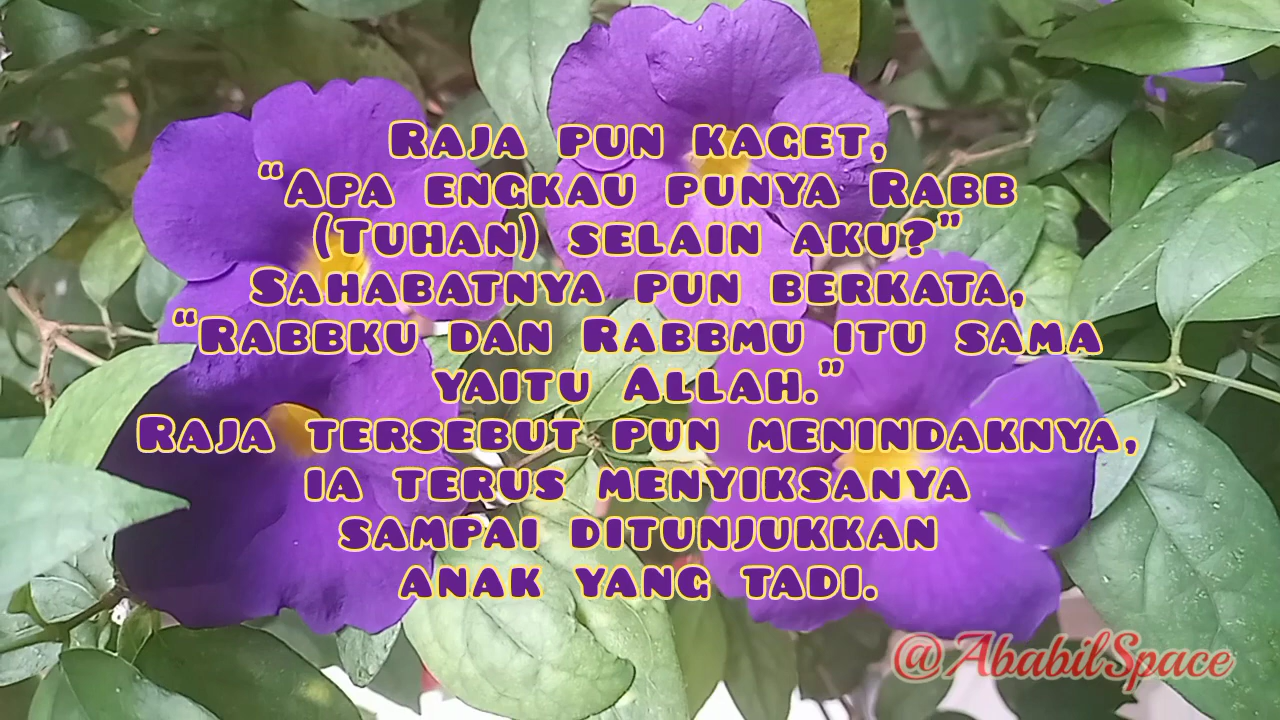 Raja pun kaget,
“Apa engkau punya Rabb
(Tuhan) selain aku?”
Sahabatnya pun berkata,
“Rabbku dan Rabbmu itu sama
yaitu Allah.”
Raja tersebut pun menindaknya,
ia terus menyiksanya
sampai ditunjukkan
anak yang tadi.
@AbabilSpace